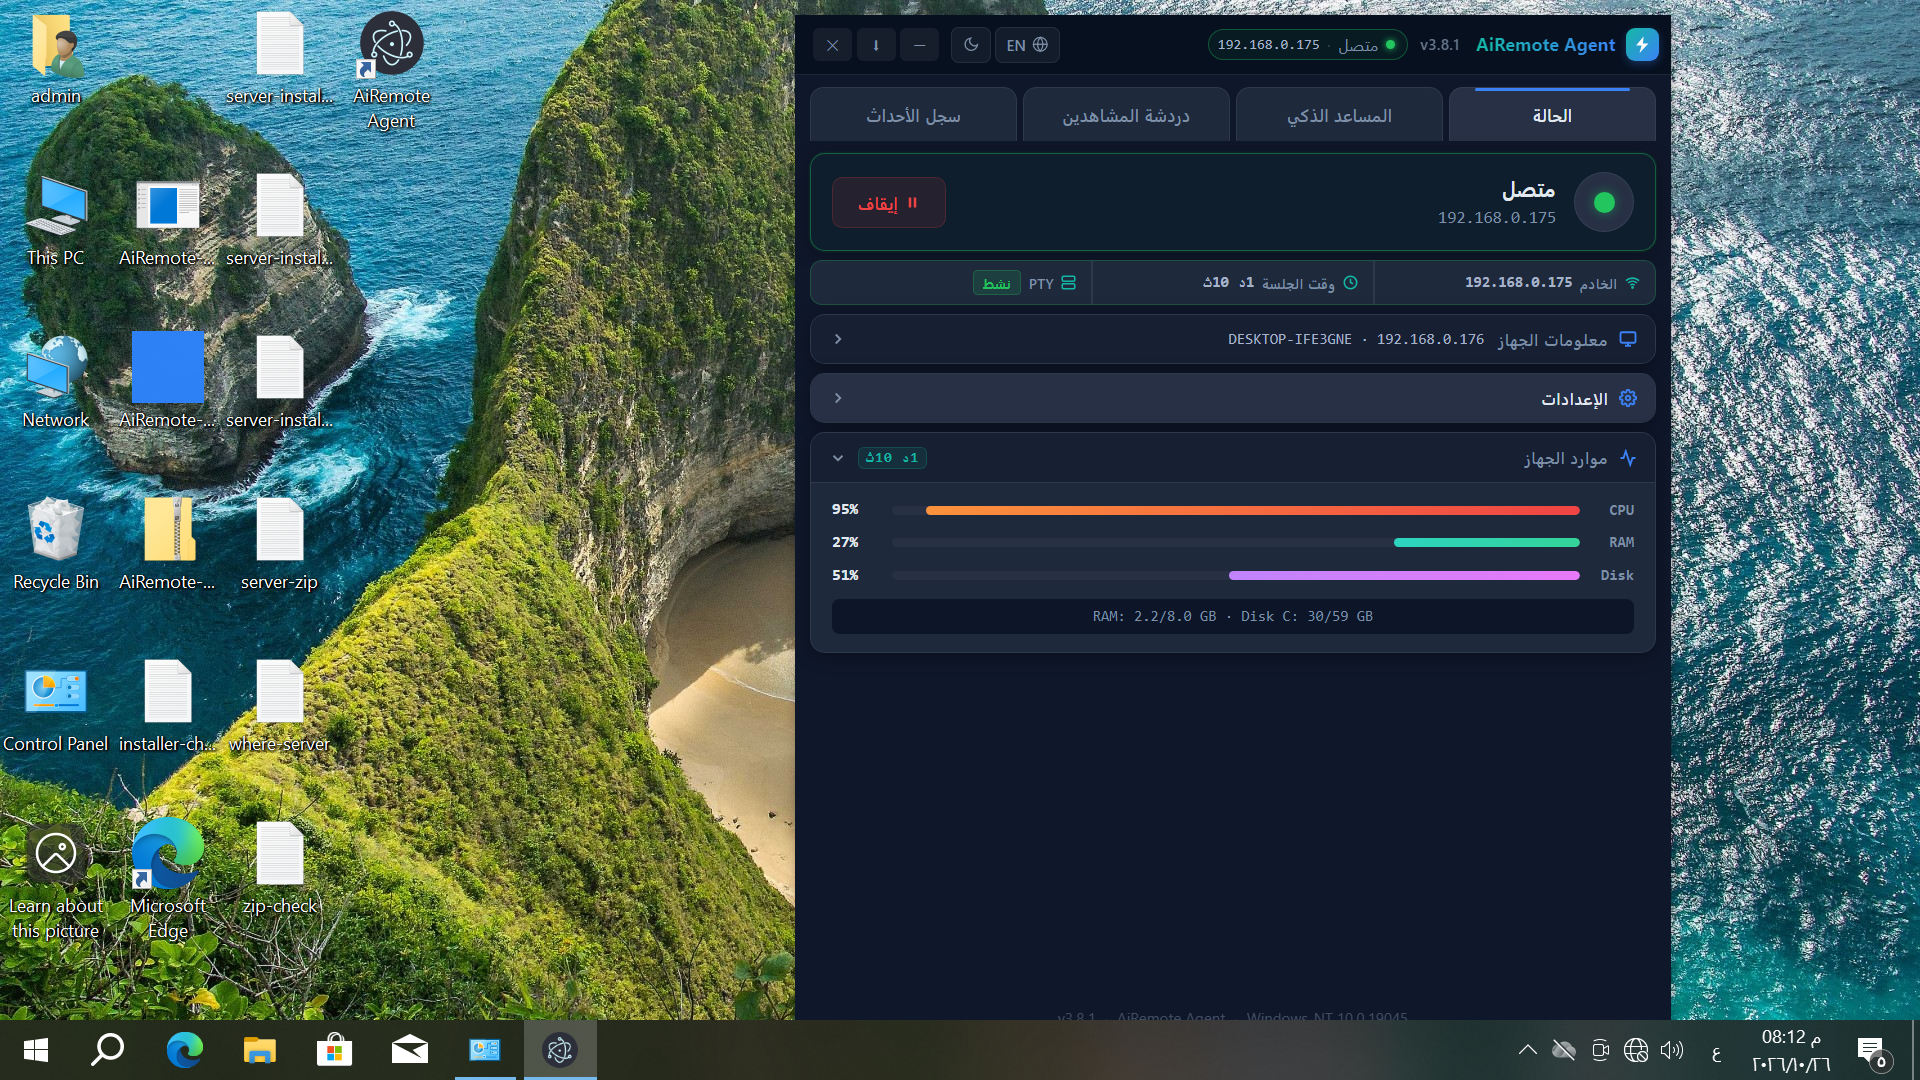 admin
server-instal...
AiRemote Agent
This PC
AiRemote-...
server-instal...
Network
AiRemote-...
server-instal...
Recycle Bin
AiRemote-...
server-zip
Control Panel
installer-ch...
where-server
Learn about this picture
Microsoft Edge
zip-check
AiRemote Agent v3.8.1 متصل · 192.168.0.175 EN
الحالة
المساعد الذكي
دردشة المشاهدين
سجل الأحداث
متصل
192.168.0.175
إيقاف
الخادم 192.168.0.175
وقت الجلسة 1د 10ث
PTY نشط
معلومات الجهاز DESKTOP-IFE3GNE · 192.168.0.176
الإعدادات
موارد الجهاز 1د 10ث
CPU 95%
RAM 27%
Disk 51%
RAM: 2.2/8.0 GB · Disk C: 30/59 GB
v3.8.1 AiRemote Agent Windows_NT 10.0.19045
ع
08:12 م
٢٠٢٦/١٠/٢٦
٥